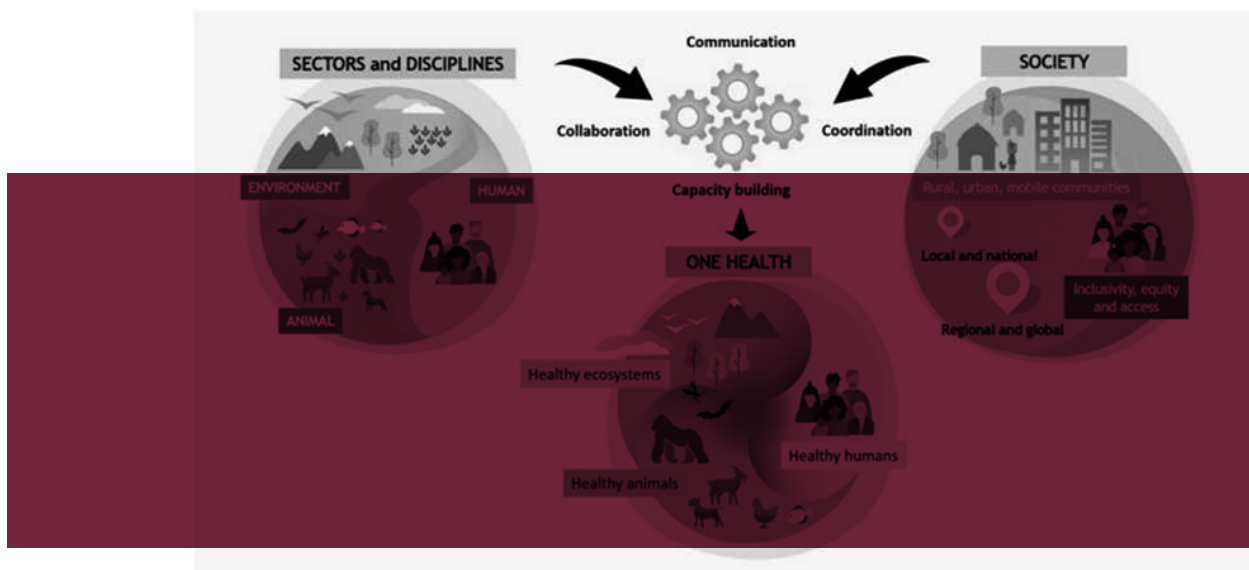 Communication
SECTORS and DISCIPLINES
SOCIETY
Collaboration
Coordination
ENVIRONMENT
HUMAN
Capacity building
Rural, urban, mobile communities
ONE HEALTH
Local and national
Inclusivity, equity
and access
ANIMAL
Regional and global
Healthy ecosystems
Healthy humans
Healthy animals